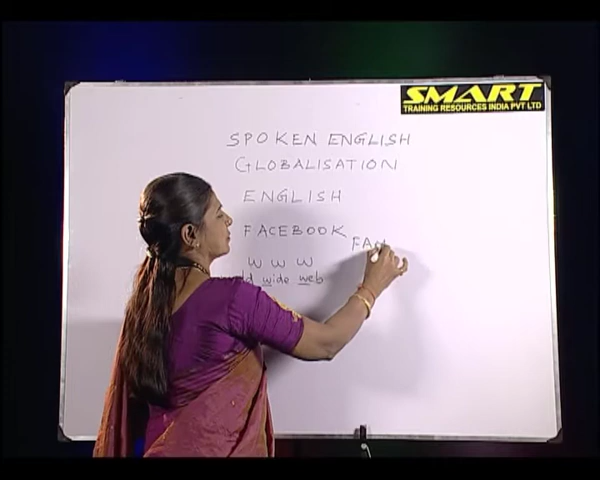 SMART
TRAINING RESOURCES INDIA PVT LTD
SPOKEN ENGLISH
GLOBALISATION
ENGLISH
FACEBOOK
W W W
wide web